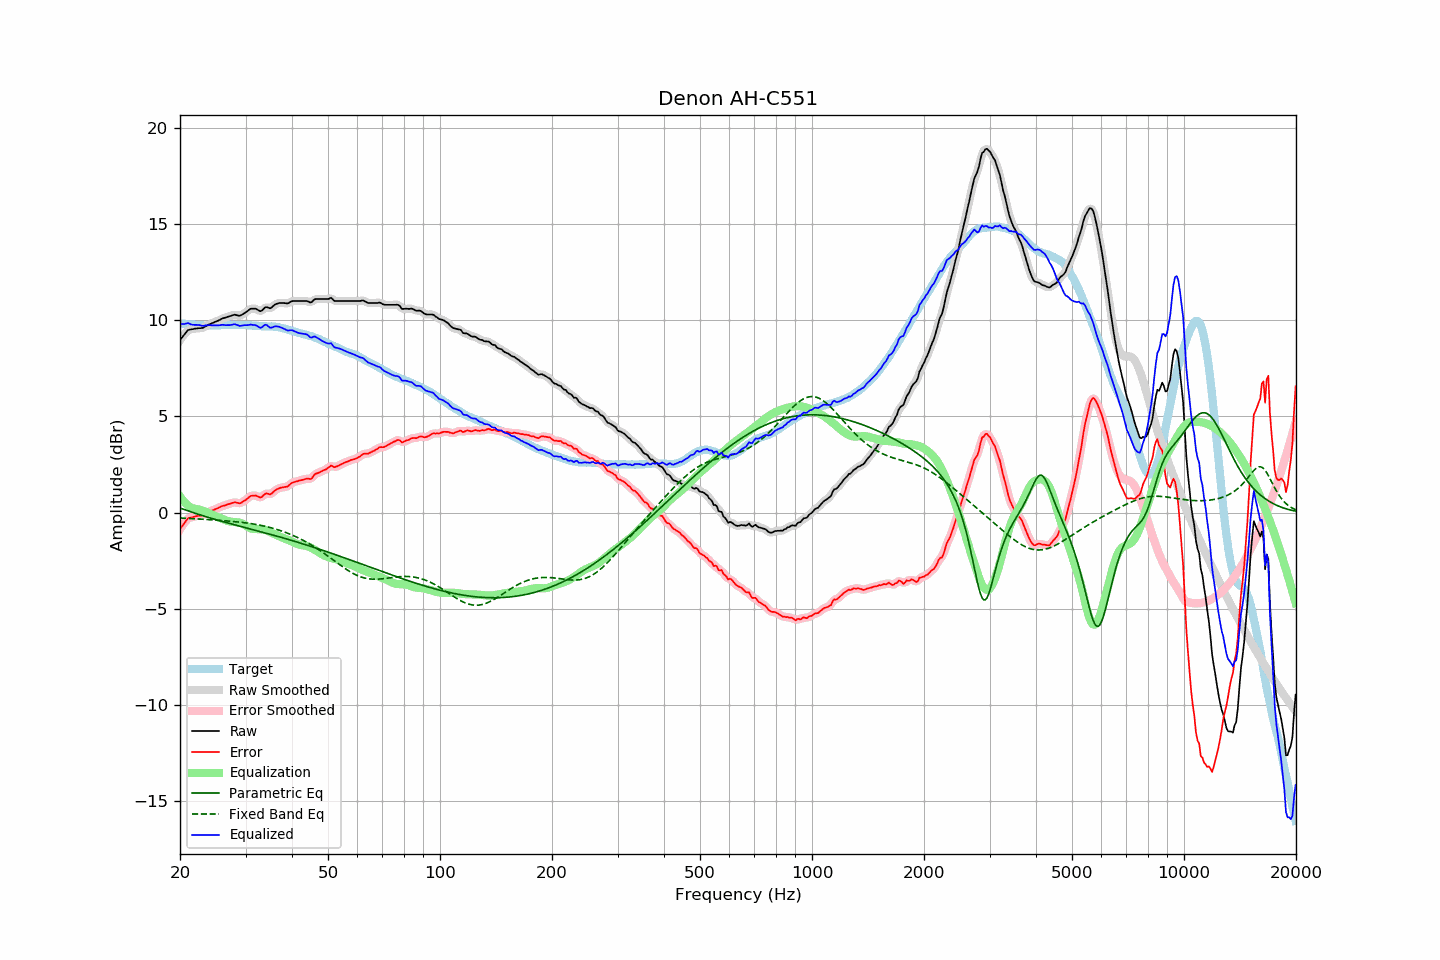 Denon AH-C551
Amplitude (dBr)
20
15
10
5
0
−5
−10
−15
Target
Raw Smoothed
Error Smoothed
Raw
Error
Equalization
Parametric Eq
Fixed Band Eq
Equalized
20 50 100 200 500 1000 2000 5000 10000 20000
Frequency (Hz)